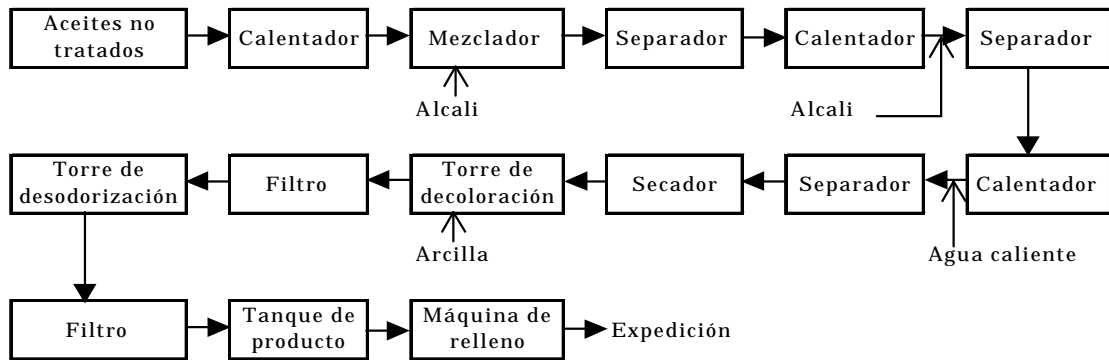 Aceites no
tratados
Calentador
Mezclador
Separador
Calentador
Separador
Alcali
Alcali
Torre de
desodorización
Filtro
Torre de
decoloración
Secador
Separador
Calentador
Arcilla
Agua caliente
Filtro
Tanque de
producto
Máquina de
relleno
Expedición